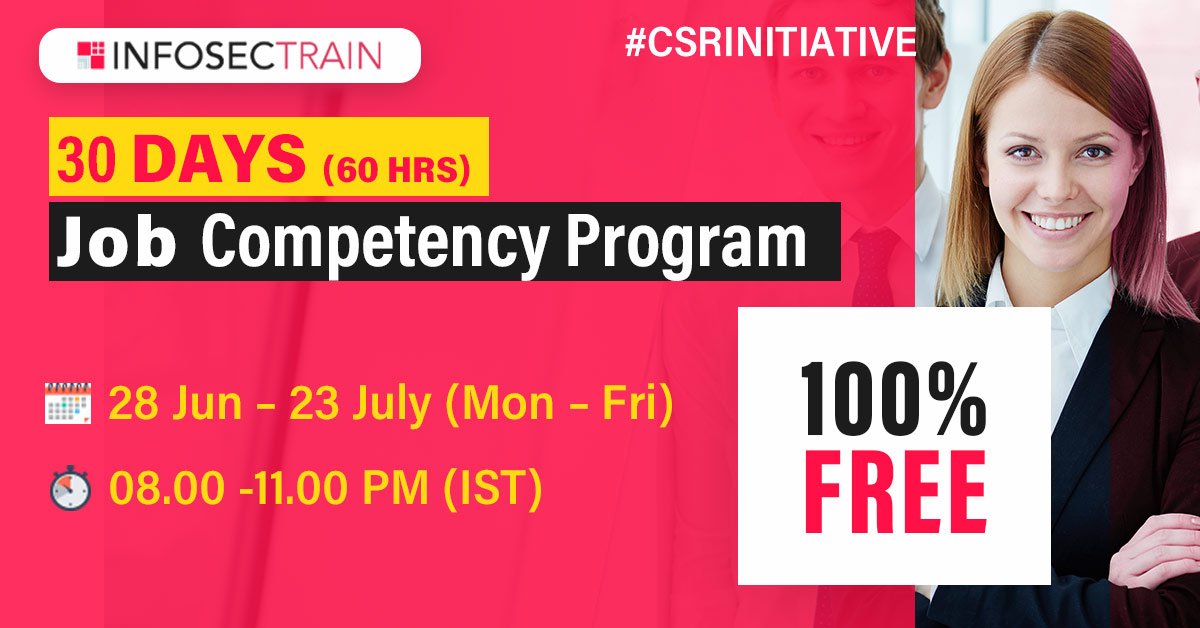 INFOSECTRAIN
#CSRINITIATIVE
30 DAYS (60 HRS)
Job Competency Program
28 Jun – 23 July (Mon – Fri)
08.00 -11.00 PM (IST)
100%
FREE